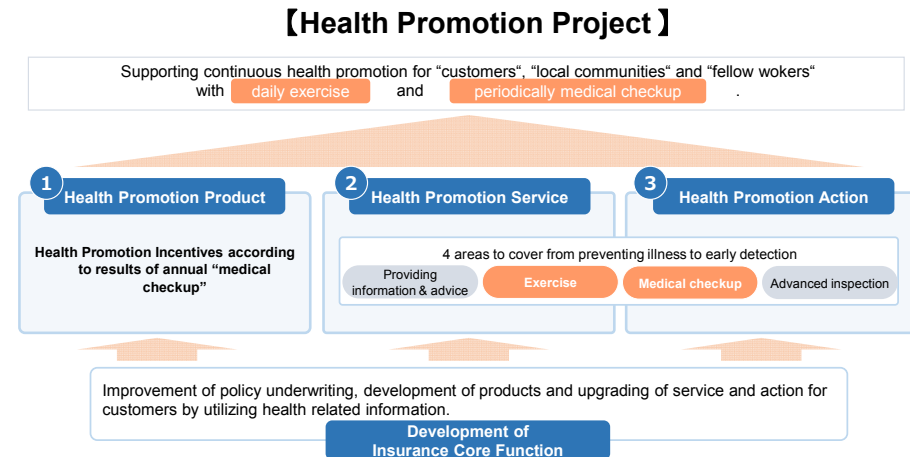 【Health Promotion Project】
Supporting continuous health promotion for “customers“, “local communities“ and “fellow wokers“
with daily exercise and periodically medical checkup .
1
Health Promotion Product
2
Health Promotion Service
3
Health Promotion Action
Health Promotion Incentives according
to results of annual “medical
checkup”
4 areas to cover from preventing illness to early detection
Providing
information & advice
Exercise
Medical checkup
Advanced inspection
Improvement of policy underwriting, development of products and upgrading of service and action for
customers by utilizing health related information.
Development of
Insurance Core Function